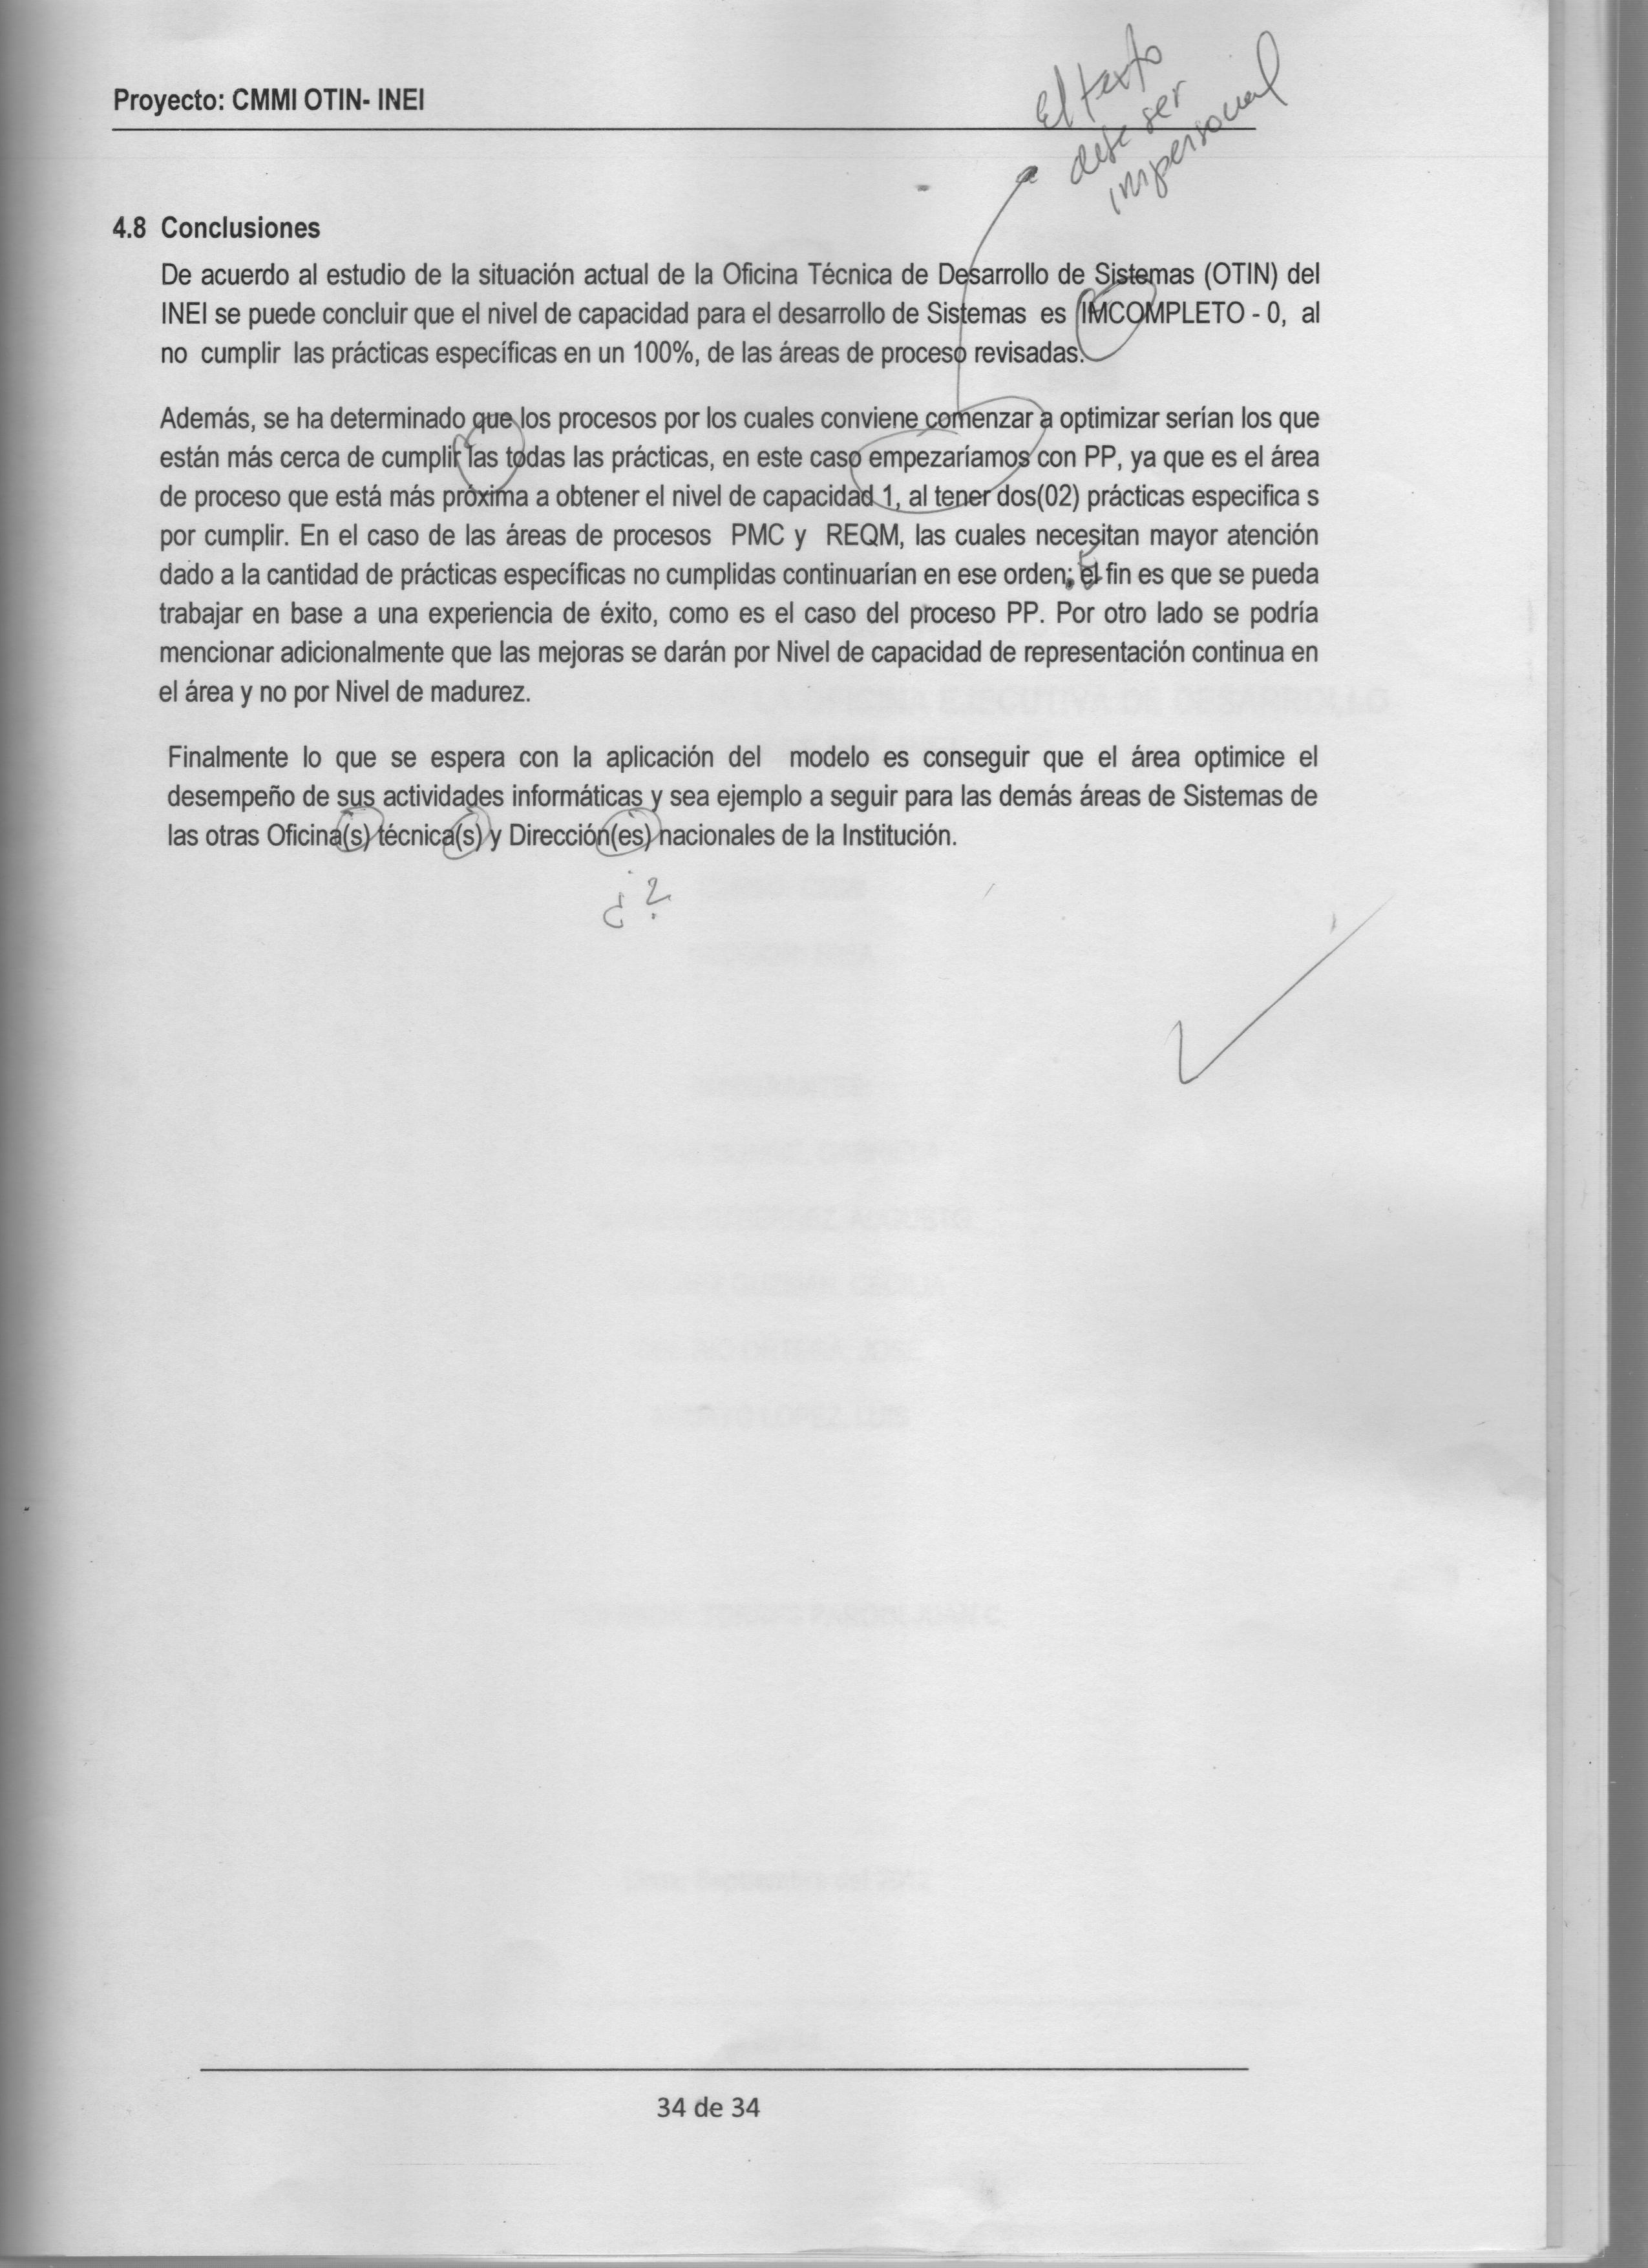 Proyecto: CMMI OTIN- INEI
El texto
debe ser
impersonal
4.8 Conclusiones
De acuerdo al estudio de la situación actual de la Oficina Técnica de Desarrollo de Sistemas (OTIN) del
INEI se puede concluir que el nivel de capacidad para el desarrollo de Sistemas es IMCOMPLETO - 0, al
no cumplir las prácticas específicas en un 100%, de las áreas de proceso revisadas.
Además, se ha determinado que los procesos por los cuales conviene comenzar a optimizar serían los que
están más cerca de cumplir las todas las prácticas, en este caso empezaríamos con PP, ya que es el área
de proceso que está más próxima a obtener el nivel de capacidad 1, al tener dos(02) prácticas especifica s
por cumplir. En el caso de las áreas de procesos PMC y REQM, las cuales necesitan mayor atención
dado a la cantidad de prácticas específicas no cumplidas continuarían en ese orden; el fin es que se pueda
trabajar en base a una experiencia de éxito, como es el caso del proceso PP. Por otro lado se podría
mencionar adicionalmente que las mejoras se darán por Nivel de capacidad de representación continua en
el área y no por Nivel de madurez.
Finalmente lo que se espera con la aplicación del modelo es conseguir que el área optimice el
desempeño de sus actividades informáticas y sea ejemplo a seguir para las demás áreas de Sistemas de
las otras Oficina(s) técnica(s) y Dirección(es) nacionales de la Institución.
¿?
34 de 34